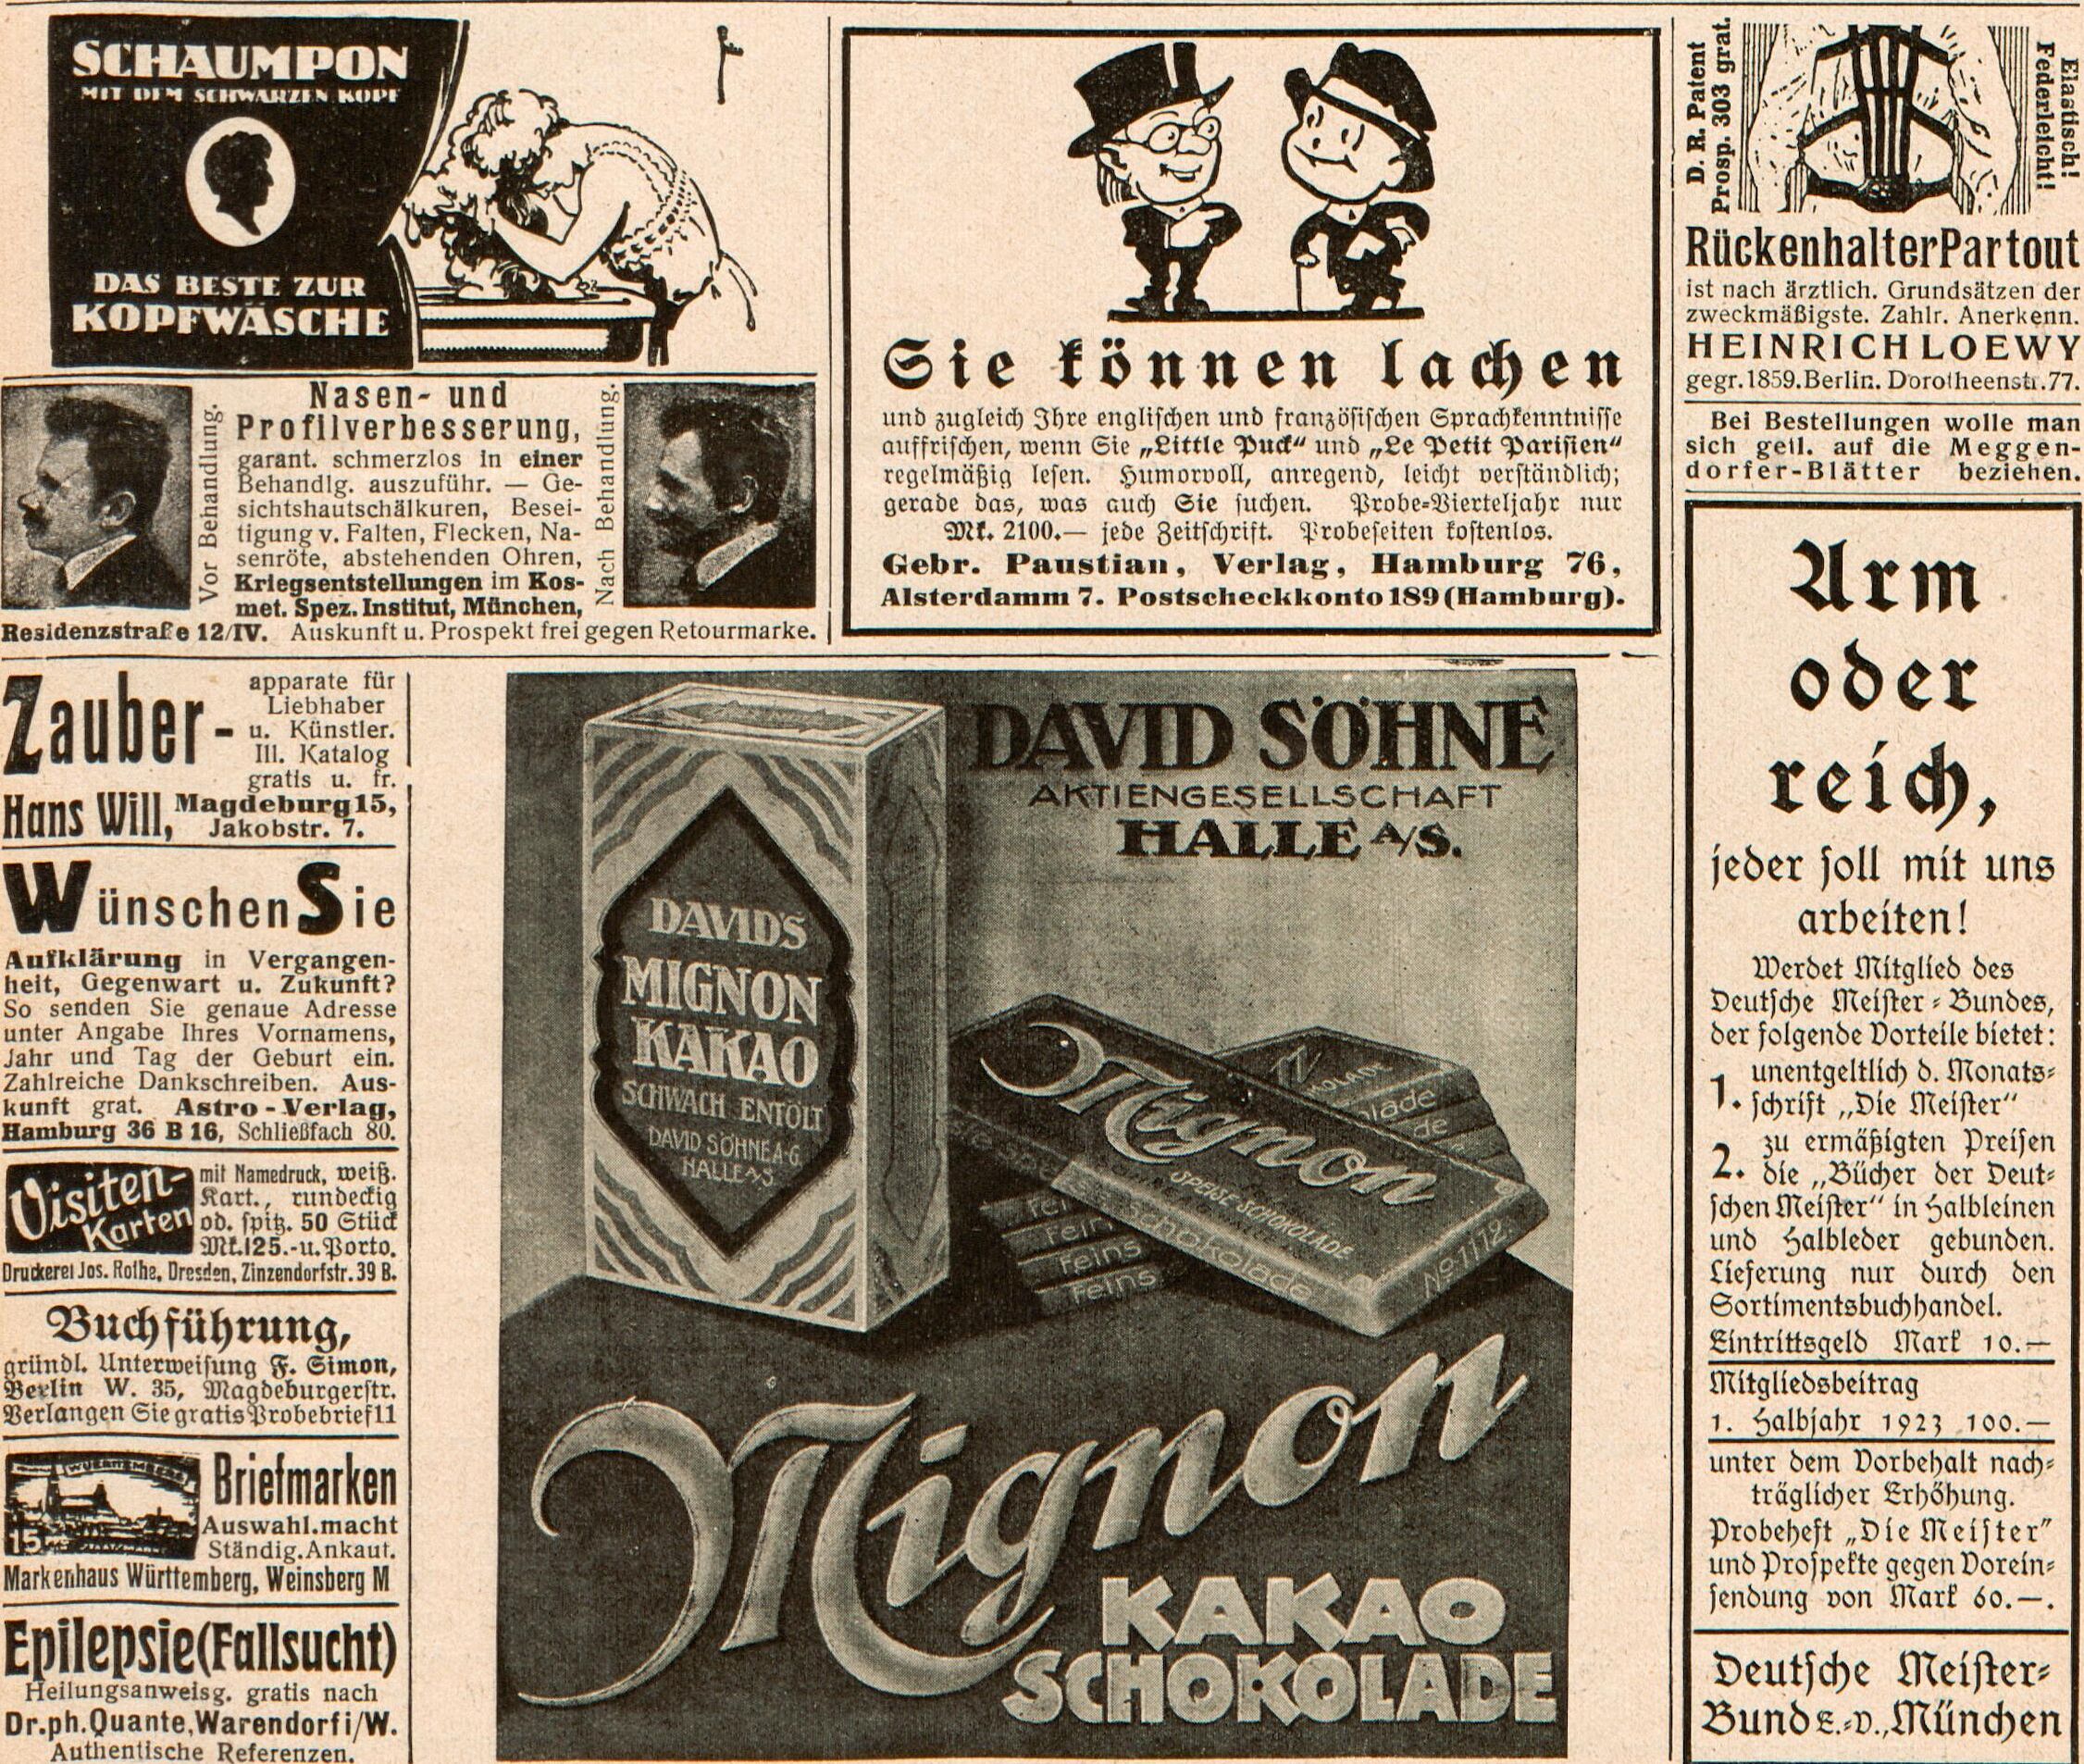 SCHAUMPON
MIT DEM SCHWARZEN KOPF
DAS BESTE ZUR
KOPFWÄSCHE
Vor Behandlung.
Nasen- und
Profilverbesserung,
garant. schmerzlos in einer
Behandlg. auszuführ. — Ge-
sichtshautschälkuren, Besei-
tigung v. Falten, Flecken, Na-
senröte, abstehenden Ohren,
Kriegsentstellungen im Kos-
met. Spez. Institut, München,
Residenzstraße 12/IV. Auskunft u. Prospekt frei gegen Retourmarke.
Nach Behandlung.
Sie können lachen
und zugleich Ihre englischen und französischen Sprachkenntnisse
auffrischen, wenn Sie „Little Puck“ und „Le Petit Parisien“
regelmäßig lesen. Humorvoll, anregend, leicht verständlich;
gerade das, was auch Sie suchen. Probe-Vierteljahr nur
Mk. 2100.— jede Zeitschrift. Probeseiten kostenlos.
Gebr. Paustian, Verlag, Hamburg 76,
Alsterdamm 7. Postscheckkonto 189 (Hamburg).
D. R. Patent
Prosp. 303 grat.
Elastisch!
Federleicht!
Rückenhalter Partout
ist nach ärztlich. Grundsätzen der
zweckmäßigste. Zahlr. Anerkenn.
HEINRICH LOEWY
gegr. 1859. Berlin. Dorotheenstr. 77.
Bei Bestellungen wolle man
sich geil. auf die Meggen-
dorfer-Blätter beziehen.
Zauber-
apparate für
Liebhaber
u. Künstler.
Ill. Katalog
gratis u. fr.
Hans Will, Magdeburg 15,
Jakobstr. 7.
Wünschen Sie
Aufklärung in Vergangen-
heit, Gegenwart u. Zukunft?
So senden Sie genaue Adresse
unter Angabe Ihres Vornamens,
Jahr und Tag der Geburt ein.
Zahlreiche Dankschreiben. Aus-
kunft grat. Astro-Verlag,
Hamburg 36 B 16, Schließfach 80.
Visiten-
Karten
mit Namedruck, weiß.
Kart., rundeckig
od. spitz. 50 Stück
Mk. 125.- u. Porto.
Druckerei Jos. Rothe, Dresden, Zinzendorfstr. 39 B.
Buchführung,
gründl. Unterweisung F. Simon,
Berlin W. 35, Magdeburgerstr.
Verlangen Sie gratis Probebrief 11
WÜRTTEMBERG
15
Briefmarken
Auswahl. macht
Ständig. Ankauf.
Markenhaus Württemberg, Weinsberg M
Epilepsie (Fallsucht)
Heilungsanweisg. gratis nach
Dr. ph. Quante, Warendorf i/W.
Authentische Referenzen.
DAVID SÖHNE
AKTIENGESELLSCHAFT
HALLE A/S.
DAVID'S
MIGNON
KAKAO
SCHWACH ENTÖLT
DAVID SÖHNE A-G.
HALLE A/S.
Mignon
SPEISE-SCHOKOLADE
schokolade
No 1112.
Feins
Feins
Mignon
KAKAO
SCHOKOLADE
Arm
oder
reich,
jeder soll mit uns
arbeiten!
Werdet Mitglied des
Deutsche Meister-Bundes,
der folgende Vorteile bietet:
1. unentgeltlich d. Monats-
schrift „Die Meister“
2. zu ermäßigten Preisen
die „Bücher der Deut-
schen Meister“ in Halbleinen
und Halbleder gebunden.
Lieferung nur durch den
Sortimentsbuchhandel.
Eintrittsgeld Mark 10.—
Mitgliedsbeitrag
1. Halbjahr 1923 100.—
unter dem Vorbehalt nach-
träglicher Erhöhung.
Probeheft „Die Meister”
und Prospekte gegen Vorein-
sendung von Mark 60.—.
Deutsche Meister-
Bund E.-V., München